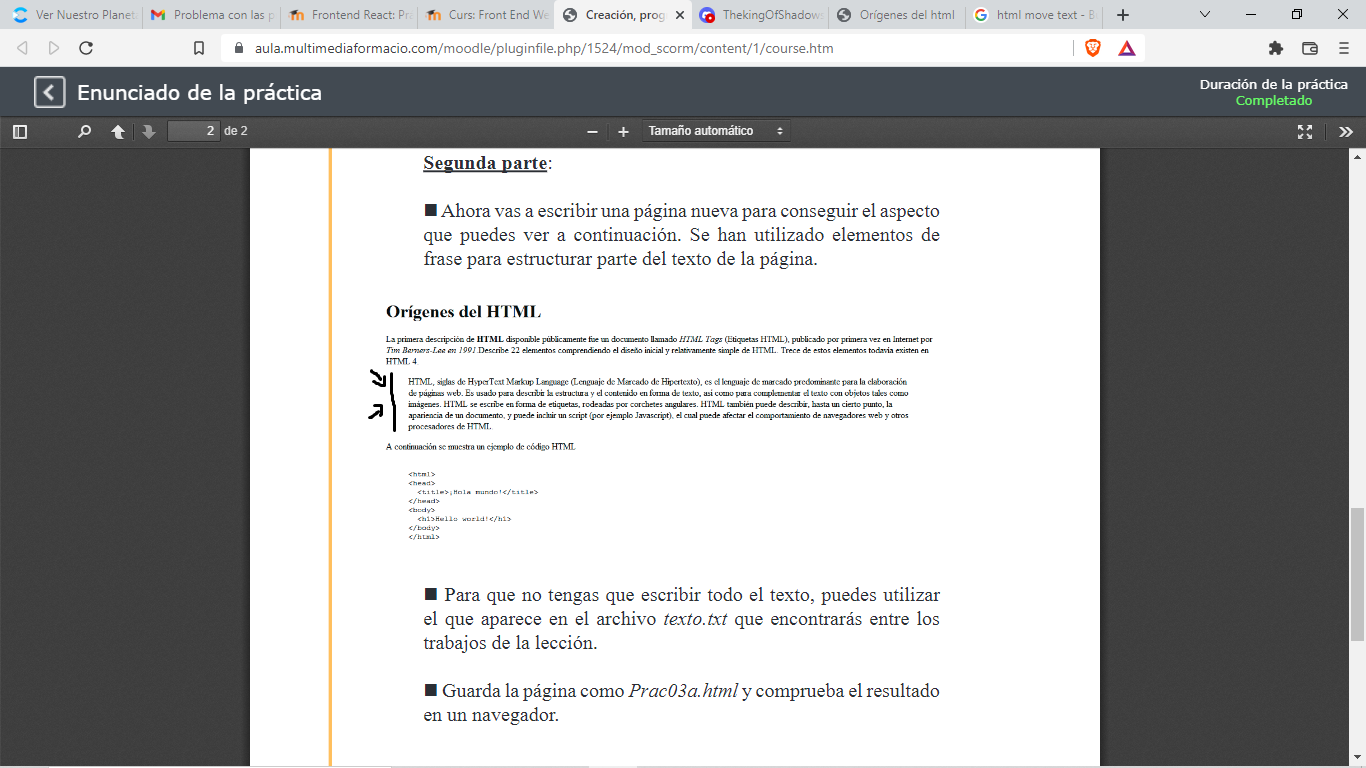 Ver Nuestro Planet
Problema con las p
Frontend React: Pra
Curs: Front End We
Creación, prog
ThekingOfShadows
Orígenes del html
html move text - B
aula.multimediaformacio.com/moodle/pluginfile.php/1524/mod_scorm/content/1/course.htm
Enunciado de la práctica
Duración de la práctica
Completado
2 de 2
Tamaño automático
Segunda parte:
■ Ahora vas a escribir una página nueva para conseguir el aspecto
que puedes ver a continuación. Se han utilizado elementos de
frase para estructurar parte del texto de la página.
Orígenes del HTML
La primera descripción de HTML disponible públicamente fue un documento llamado HTML Tags (Etiquetas HTML), publicado por primera vez en Internet por
Tim Berners-Lee en 1991.Describe 22 elementos comprendiendo el diseño inicial y relativamente simple de HTML. Trece de estos elementos todavía existen en
HTML 4.
HTML, siglas de HyperText Markup Language (Lenguaje de Marcado de Hipertexto), es el lenguaje de marcado predominante para la elaboración
de páginas web. Es usado para describir la estructura y el contenido en forma de texto, así como para complementar el texto con objetos tales como
imágenes. HTML se escribe en forma de etiquetas, rodeadas por corchetes angulares. HTML también puede describir, hasta un cierto punto, la
apariencia de un documento, y puede incluir un script (por ejemplo Javascript), el cual puede afectar el comportamiento de navegadores web y otros
procesadores de HTML
A continuación se muestra un ejemplo de código HTML
<html>
<head>
<title>¡Hola mundo!</title>
</head>
<body>
<h1>Hello world!</h1>
</body>
</html>
■ Para que no tengas que escribir todo el texto, puedes utilizar
el que aparece en el archivo texto.txt que encontrarás entre los
trabajos de la lección.
■ Guarda la página como Prac03a.html y comprueba el resultado
en un navegador.